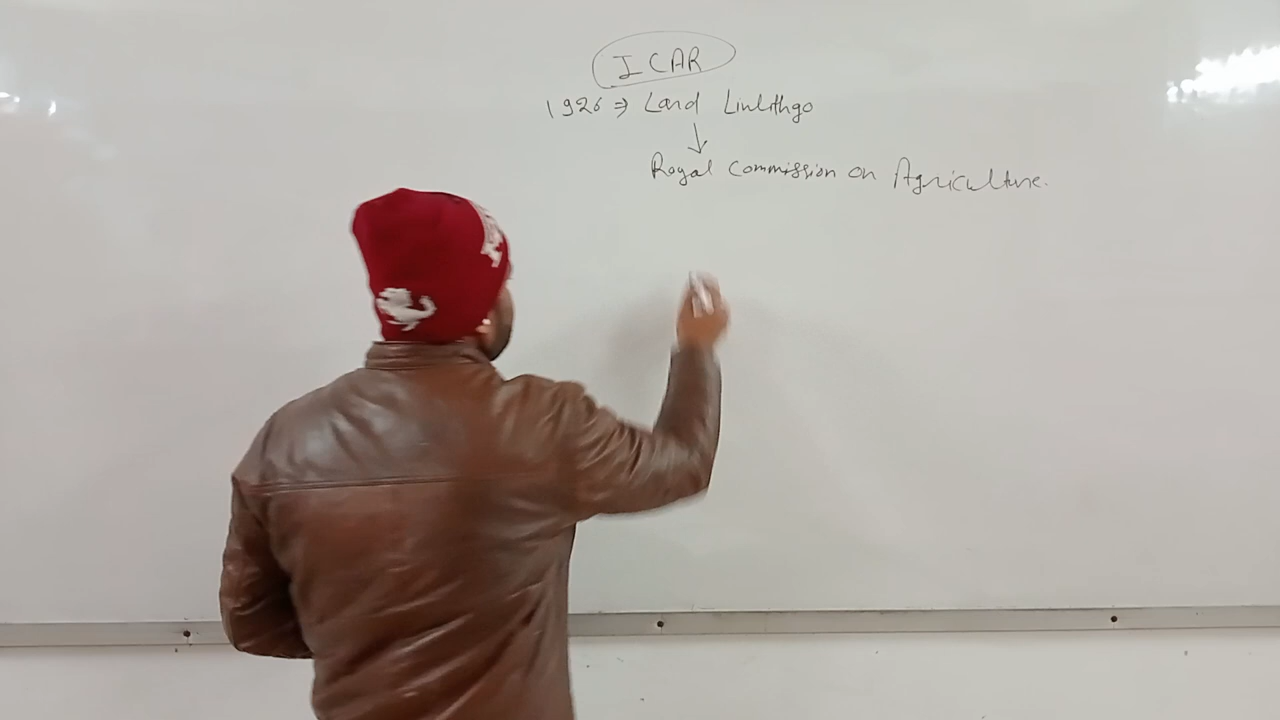 ICAR
1926 ⇒ Land Linlithgo
↓
Royal Commission on Agriculture.